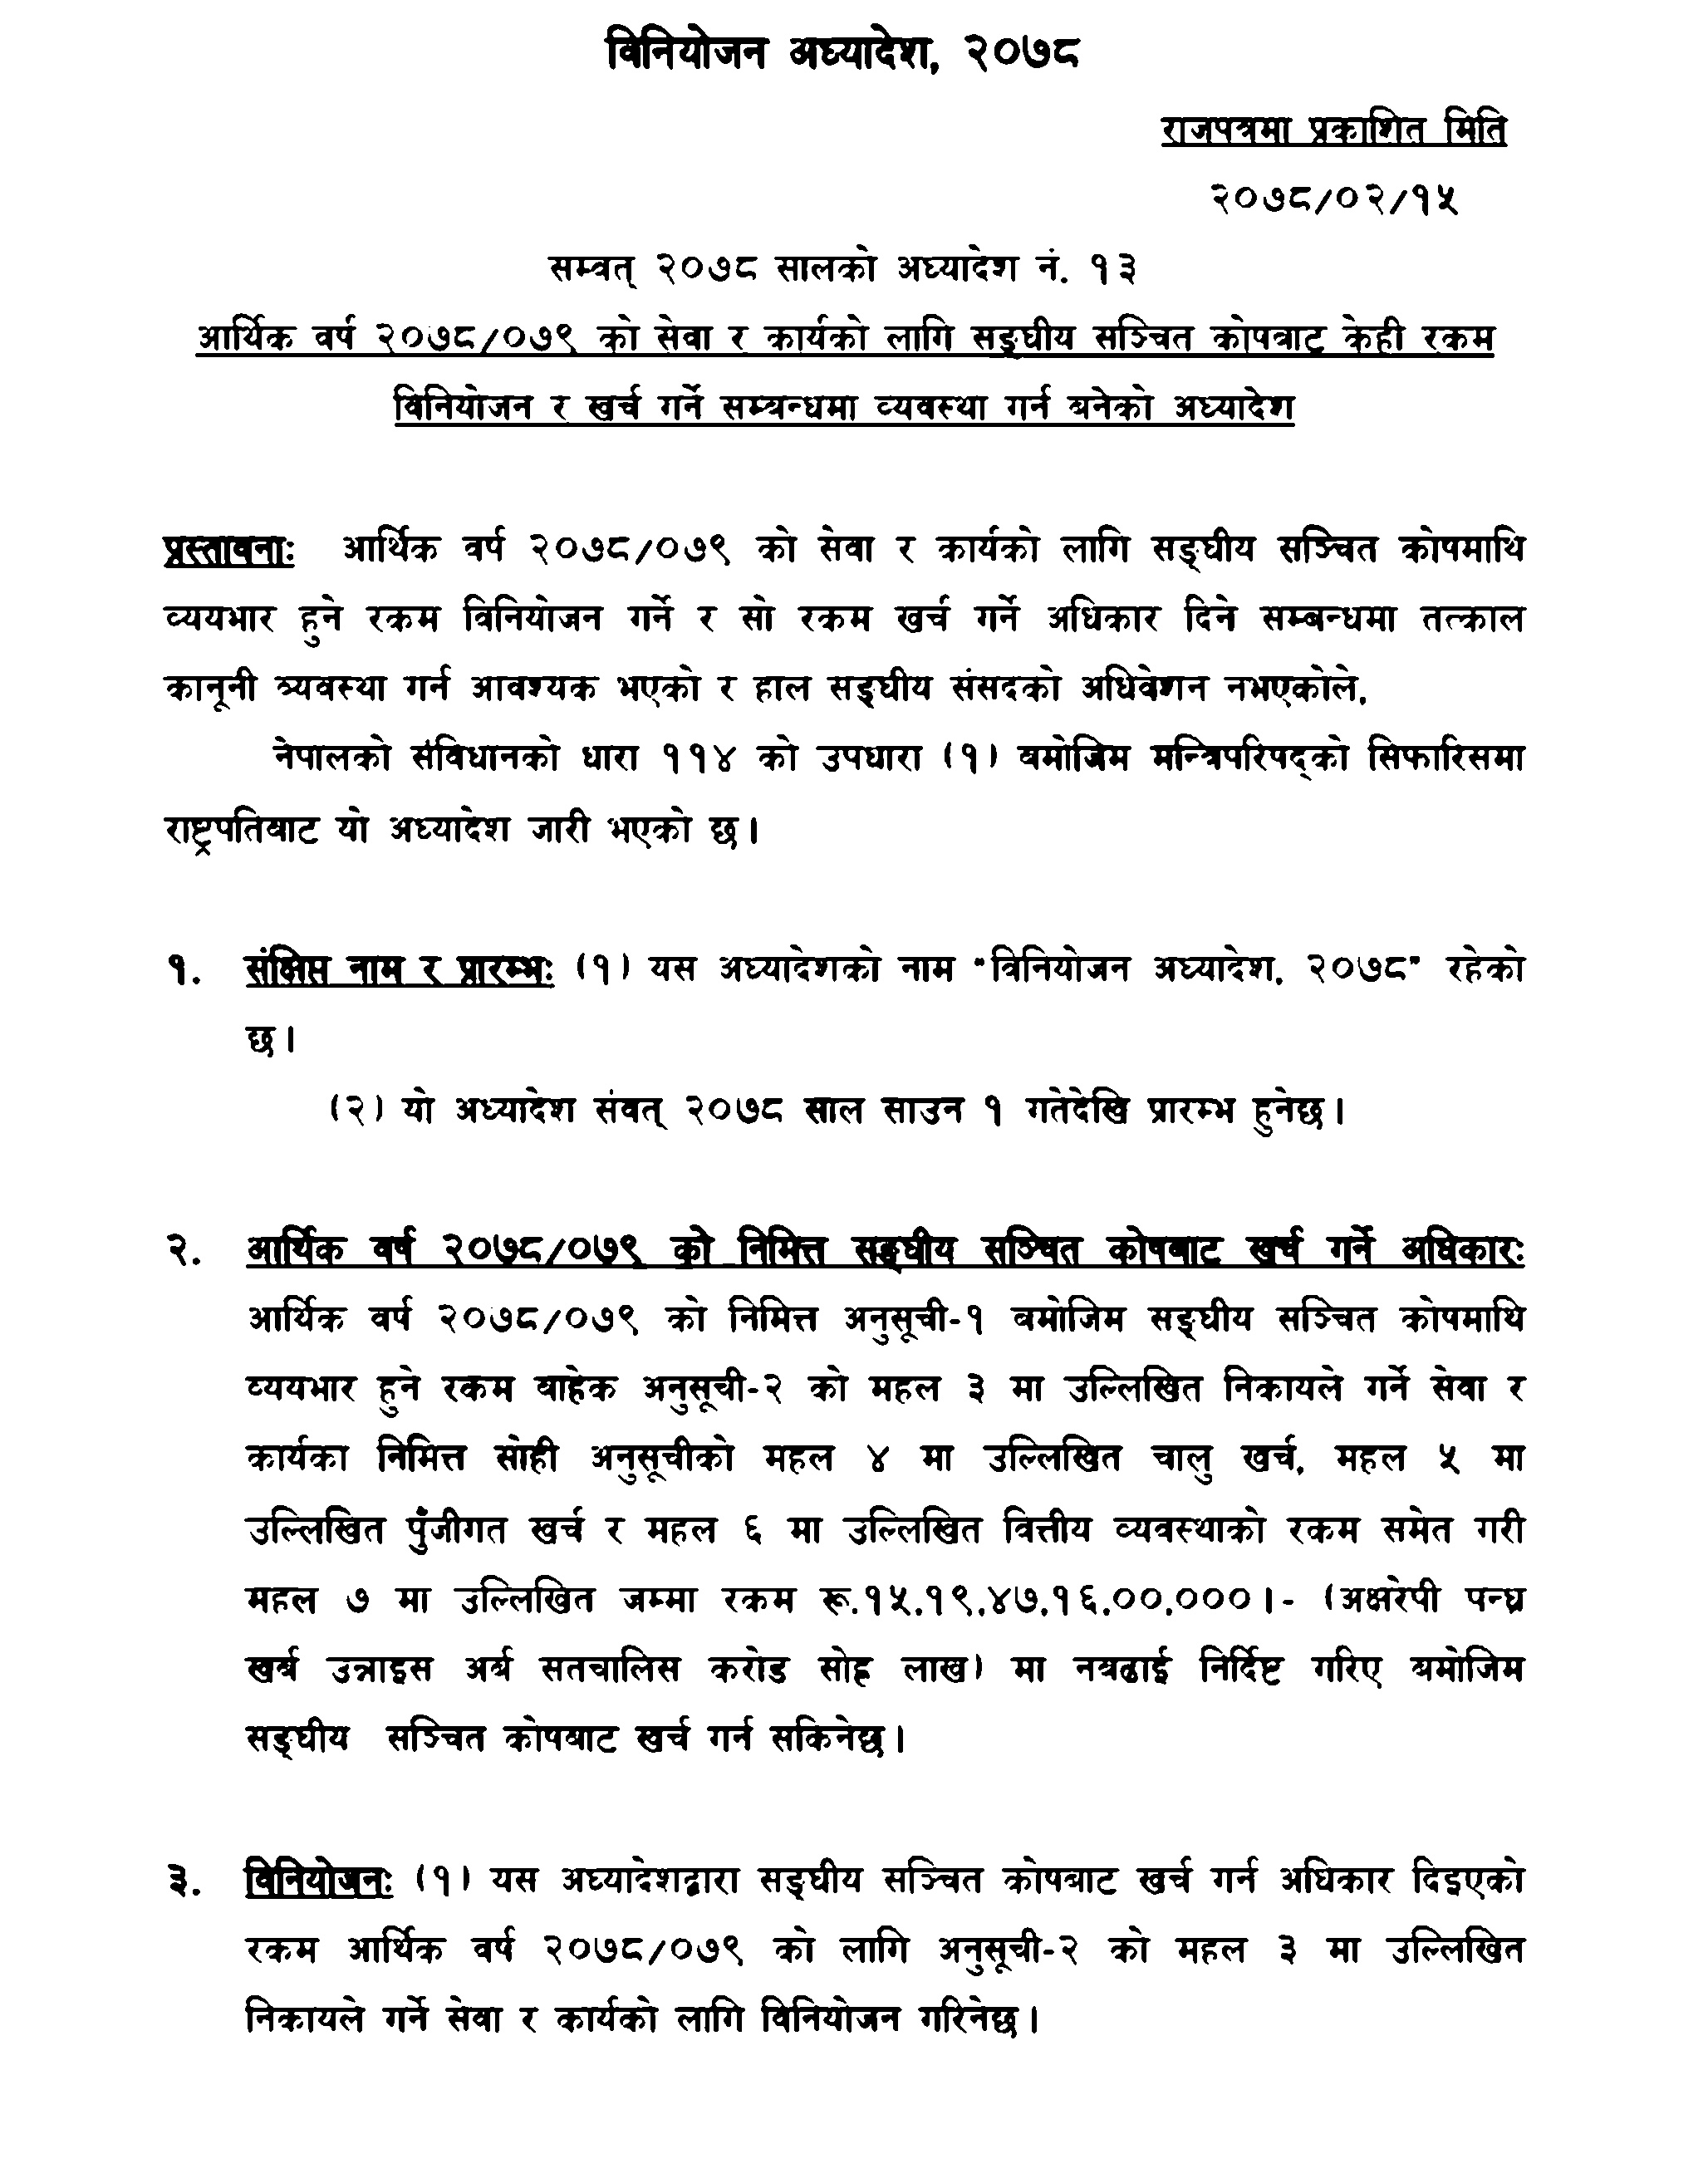 विनियोजन अध्यादेश, २०७८
राजपत्रमा प्रकाशित मिति
२०७८/०२/१५
सम्वत् २०७८ सालको अध्यादेश नं. १३
आर्थिक वर्ष २०७८/०७९ को सेवा र कार्यको लागि सङ्घीय सञ्चित कोषबाट केही रकम
विनियोजन र खर्च गर्ने सम्बन्धमा व्यवस्था गर्न बनेको अध्यादेश
प्रस्तावनाः आर्थिक वर्ष २०७८/०७९ को सेवा र कार्यको लागि सङ्घीय सञ्चित कोषमाथि
व्ययभार हुने रकम विनियोजन गर्ने र सो रकम खर्च गर्ने अधिकार दिने सम्बन्धमा तत्काल
कानूनी व्यवस्था गर्न आवश्यक भएको र हाल सङ्घीय संसदको अधिवेशन नभएकोले,
नेपालको संविधानको धारा ११४ को उपधारा (१) बमोजिम मन्त्रिपरिषद्को सिफारिसमा
राष्ट्रपतिबाट यो अध्यादेश जारी भएको छ।
१. संक्षिप्त नाम र प्रारम्भः (१) यस अध्यादेशको नाम "विनियोजन अध्यादेश, २०७८" रहेको
छ।
(२) यो अध्यादेश संवत् २०७८ साल साउन १ गतेदेखि प्रारम्भ हुनेछ।
२. आर्थिक वर्ष २०७८/०७९ को निमित्त सङ्घीय सञ्चित कोषबाट खर्च गर्ने अधिकारः
आर्थिक वर्ष २०७८/०७९ को निमित्त अनुसूची-१ बमोजिम सङ्घीय सञ्चित कोषमाथि
व्ययभार हुने रकम बाहेक अनुसूची-२ को महल ३ मा उल्लिखित निकायले गर्ने सेवा र
कार्यका निमित्त सोही अनुसूचीको महल ४ मा उल्लिखित चालु खर्च, महल ५ मा
उल्लिखित पुँजीगत खर्च र महल ६ मा उल्लिखित वित्तीय व्यवस्थाको रकम समेत गरी
महल ७ मा उल्लिखित जम्मा रकम रू.१५,१९,४७,१६,००,०००।- (अक्षरेपी पन्ध्र
खर्ब उन्नाइस अर्ब सतचालिस करोड सोह्र लाख) मा नबढाई निर्दिष्ट गरिए बमोजिम
सङ्घीय सञ्चित कोषबाट खर्च गर्न सकिनेछ।
३. विनियोजनः (१) यस अध्यादेशद्वारा सङ्घीय सञ्चित कोषबाट खर्च गर्न अधिकार दिइएको
रकम आर्थिक वर्ष २०७८/०७९ को लागि अनुसूची-२ को महल ३ मा उल्लिखित
निकायले गर्ने सेवा र कार्यको लागि विनियोजन गरिनेछ।